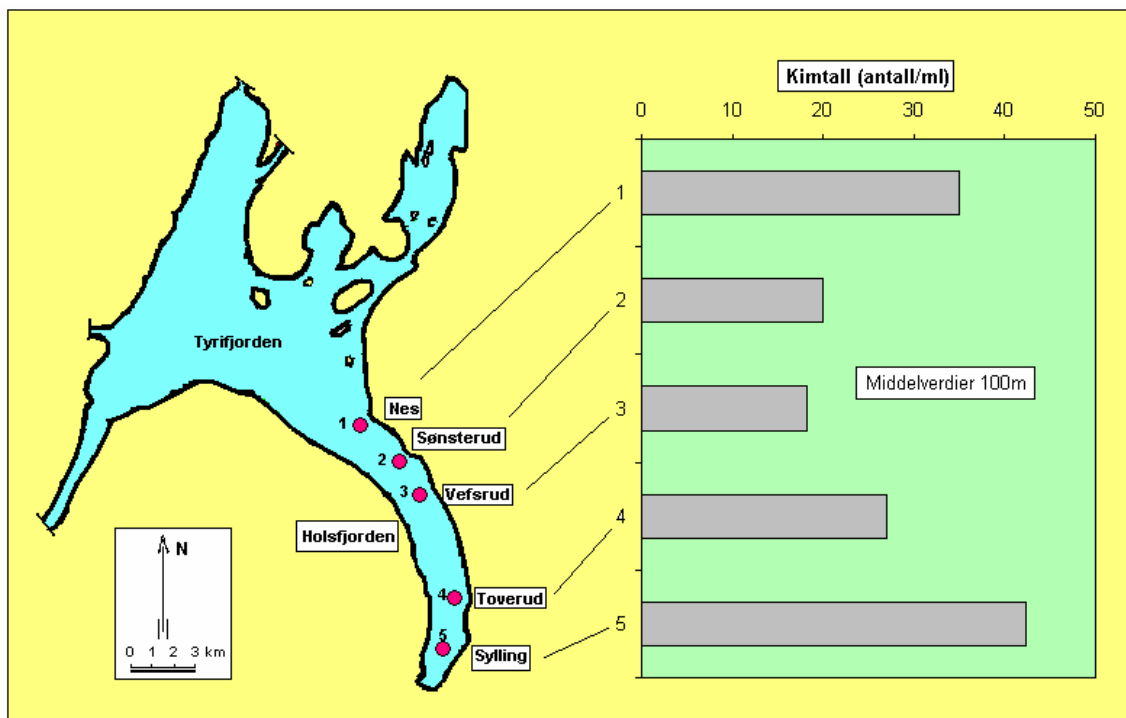 Kimtall (antall/ml)
0 10 20 30 40 50
1
2
Middelverdier 100m
3
4
5
Tyrifjorden
1
Nes
2
Sønsterud
3
Vefsrud
Holsfjorden
4
Toverud
5
Sylling
N
0 1 2 3 km